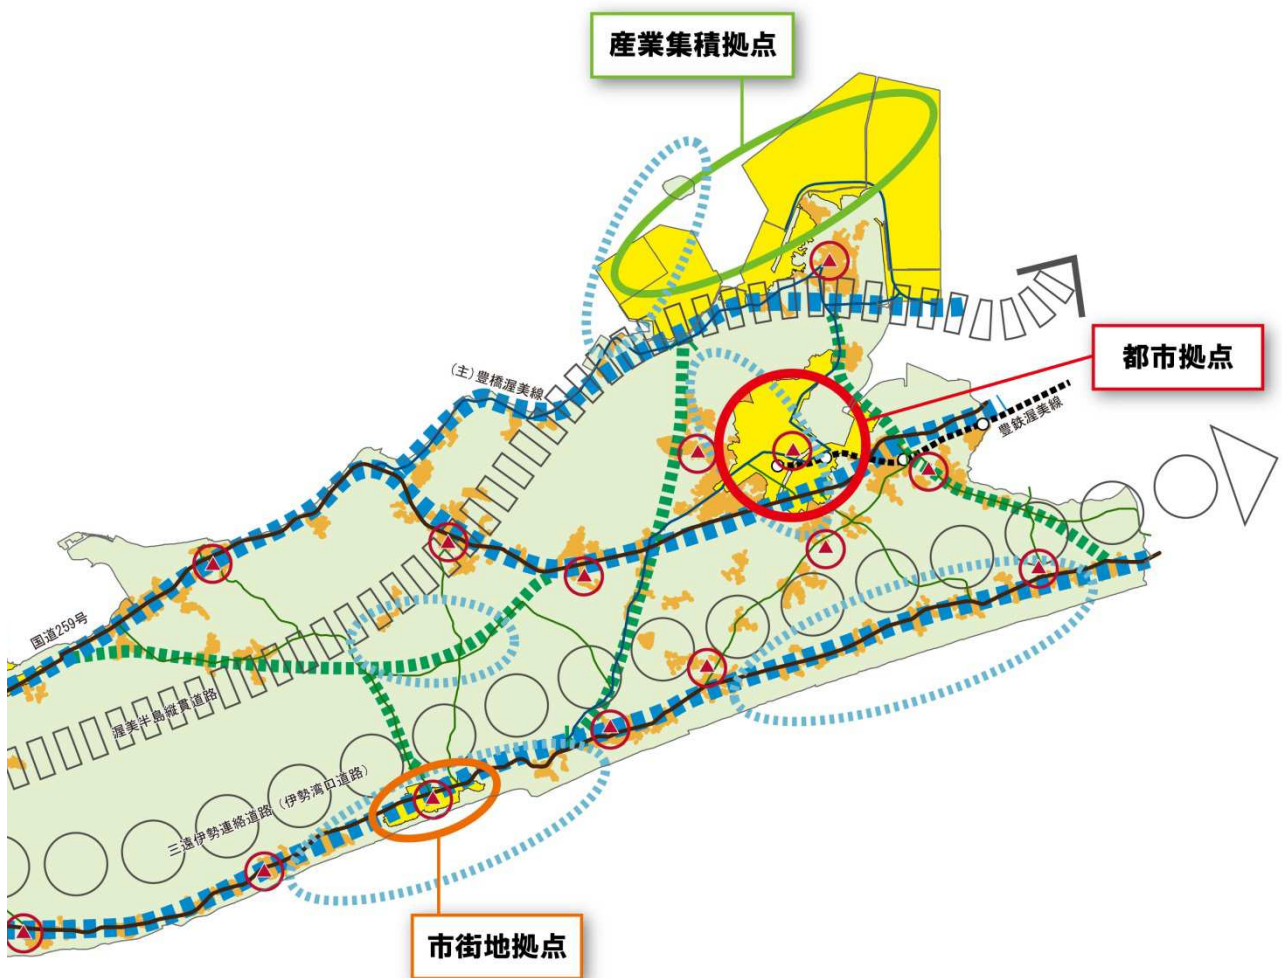 産業集積拠点
都市拠点
(主)豊橋渥美線
豊鉄渥美線
国道259号
渥美半島縦貫道路
三遠伊勢連絡道路(伊勢湾口道路)
市街地拠点